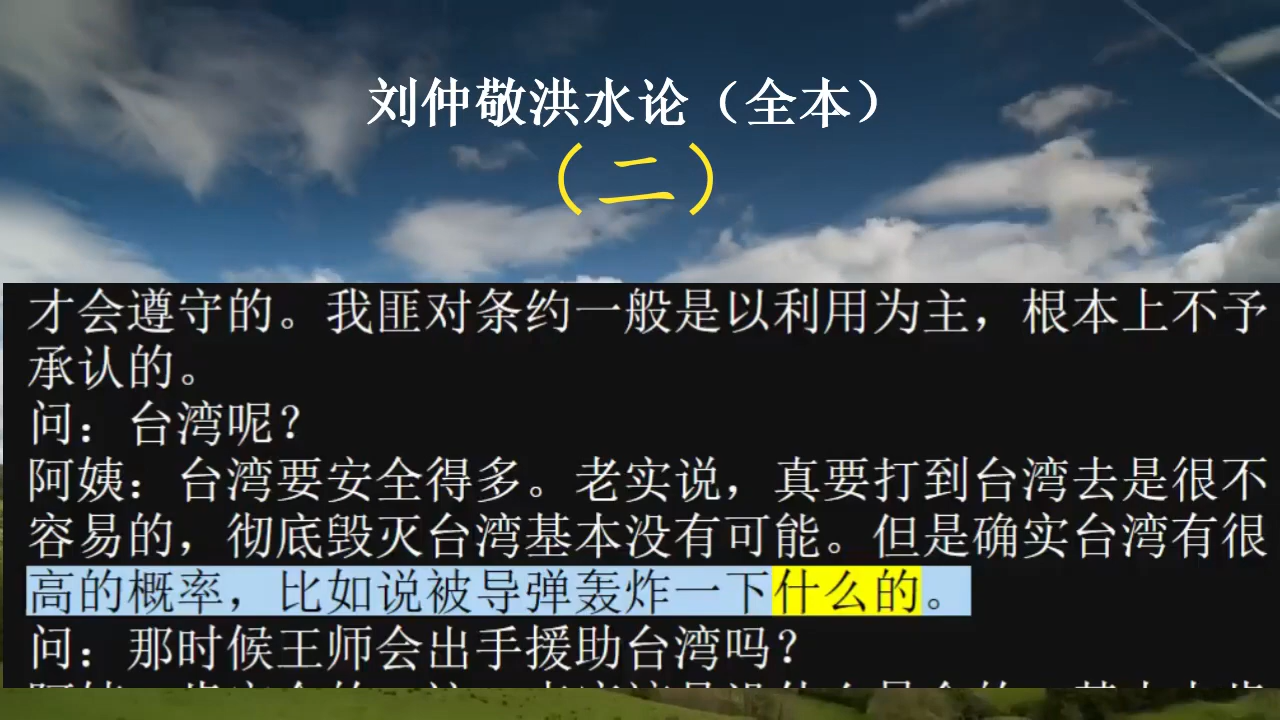 刘仲敬洪水论（全本）
（二）
才会遵守的。我匪对条约一般是以利用为主，根本上不予
承认的。
问：台湾呢？
阿姨：台湾要安全得多。老实说，真要打到台湾去是很不
容易的，彻底毁灭台湾基本没有可能。但是确实台湾有很
高的概率，比如说被导弹轰炸一下什么的。
问：那时候王师会出手援助台湾吗？